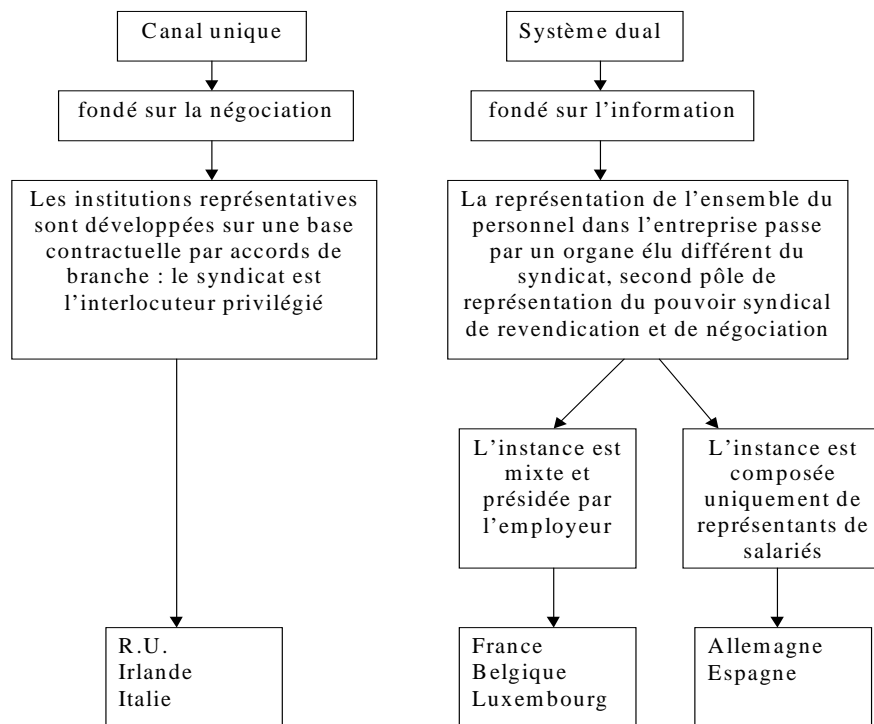 Canal unique
fondé sur la négociation
Les institutions représentatives
sont développées sur une base
contractuelle par accords de
branche : le syndicat est
l’interlocuteur privilégié
R.U.
Irlande
Italie
Système dual
fondé sur l’information
La représentation de l’ensemble du
personnel dans l’entreprise passe
par un organe élu différent du
syndicat, second pôle de
représentation du pouvoir syndical
de revendication et de négociation
L’instance est
mixte et
présidée par
l’employeur
France
Belgique
Luxembourg
L’instance est
composée
uniquement de
représentants de
salariés
Allemagne
Espagne